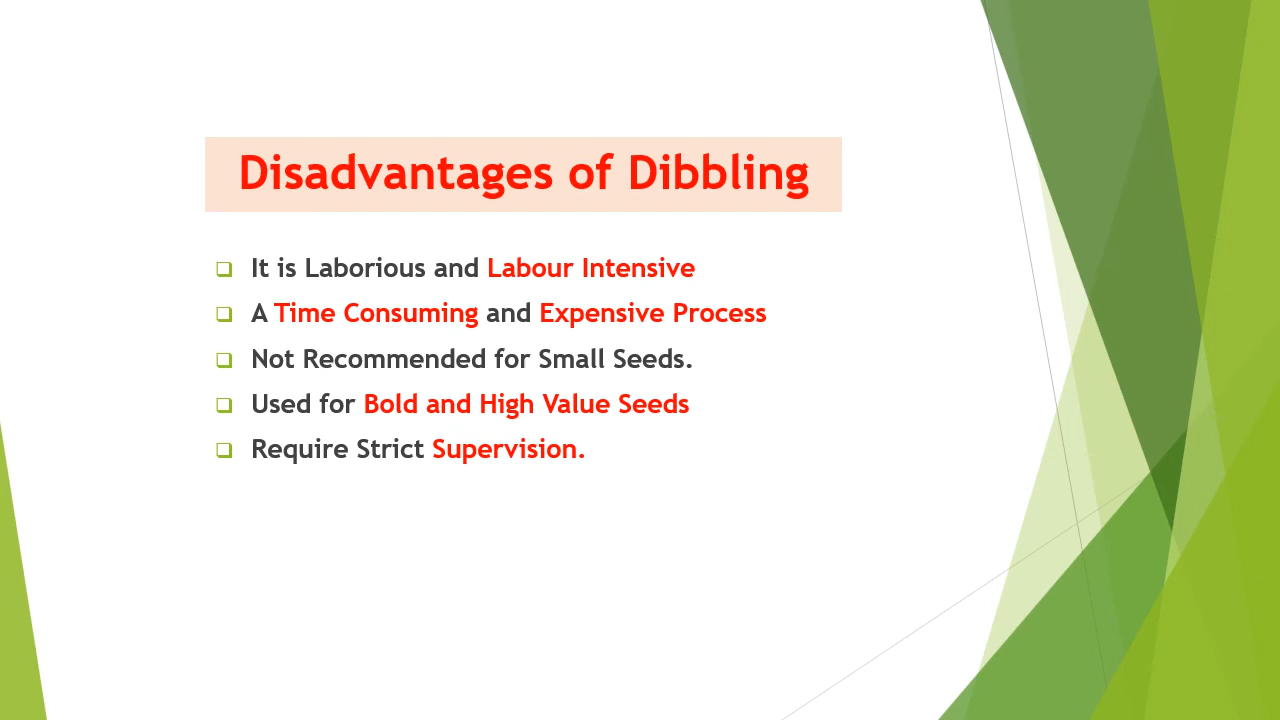 Disadvantages of Dibbling
It is Laborious and Labour Intensive
A Time Consuming and Expensive Process
Not Recommended for Small Seeds.
Used for Bold and High Value Seeds
Require Strict Supervision.